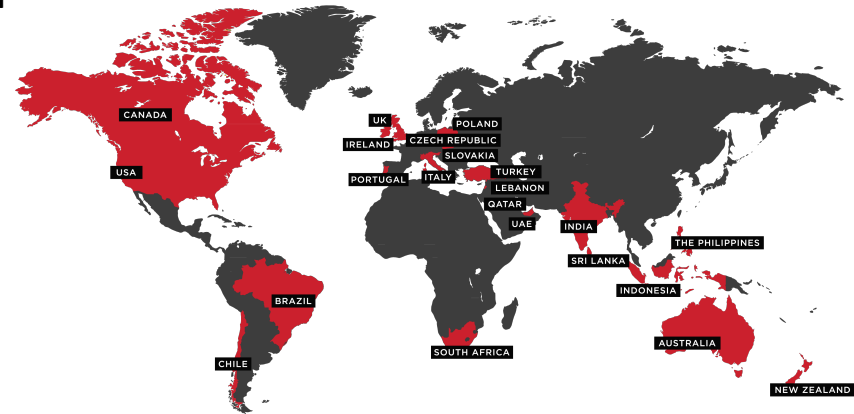 CANADA
USA
UK
IRELAND
POLAND
CZECH REPUBLIC
SLOVAKIA
PORTUGAL
ITALY
TURKEY
LEBANON
QATAR
UAE
INDIA
SRI LANKA
THE PHILIPPINES
INDONESIA
BRAZIL
CHILE
SOUTH AFRICA
AUSTRALIA
NEW ZEALAND